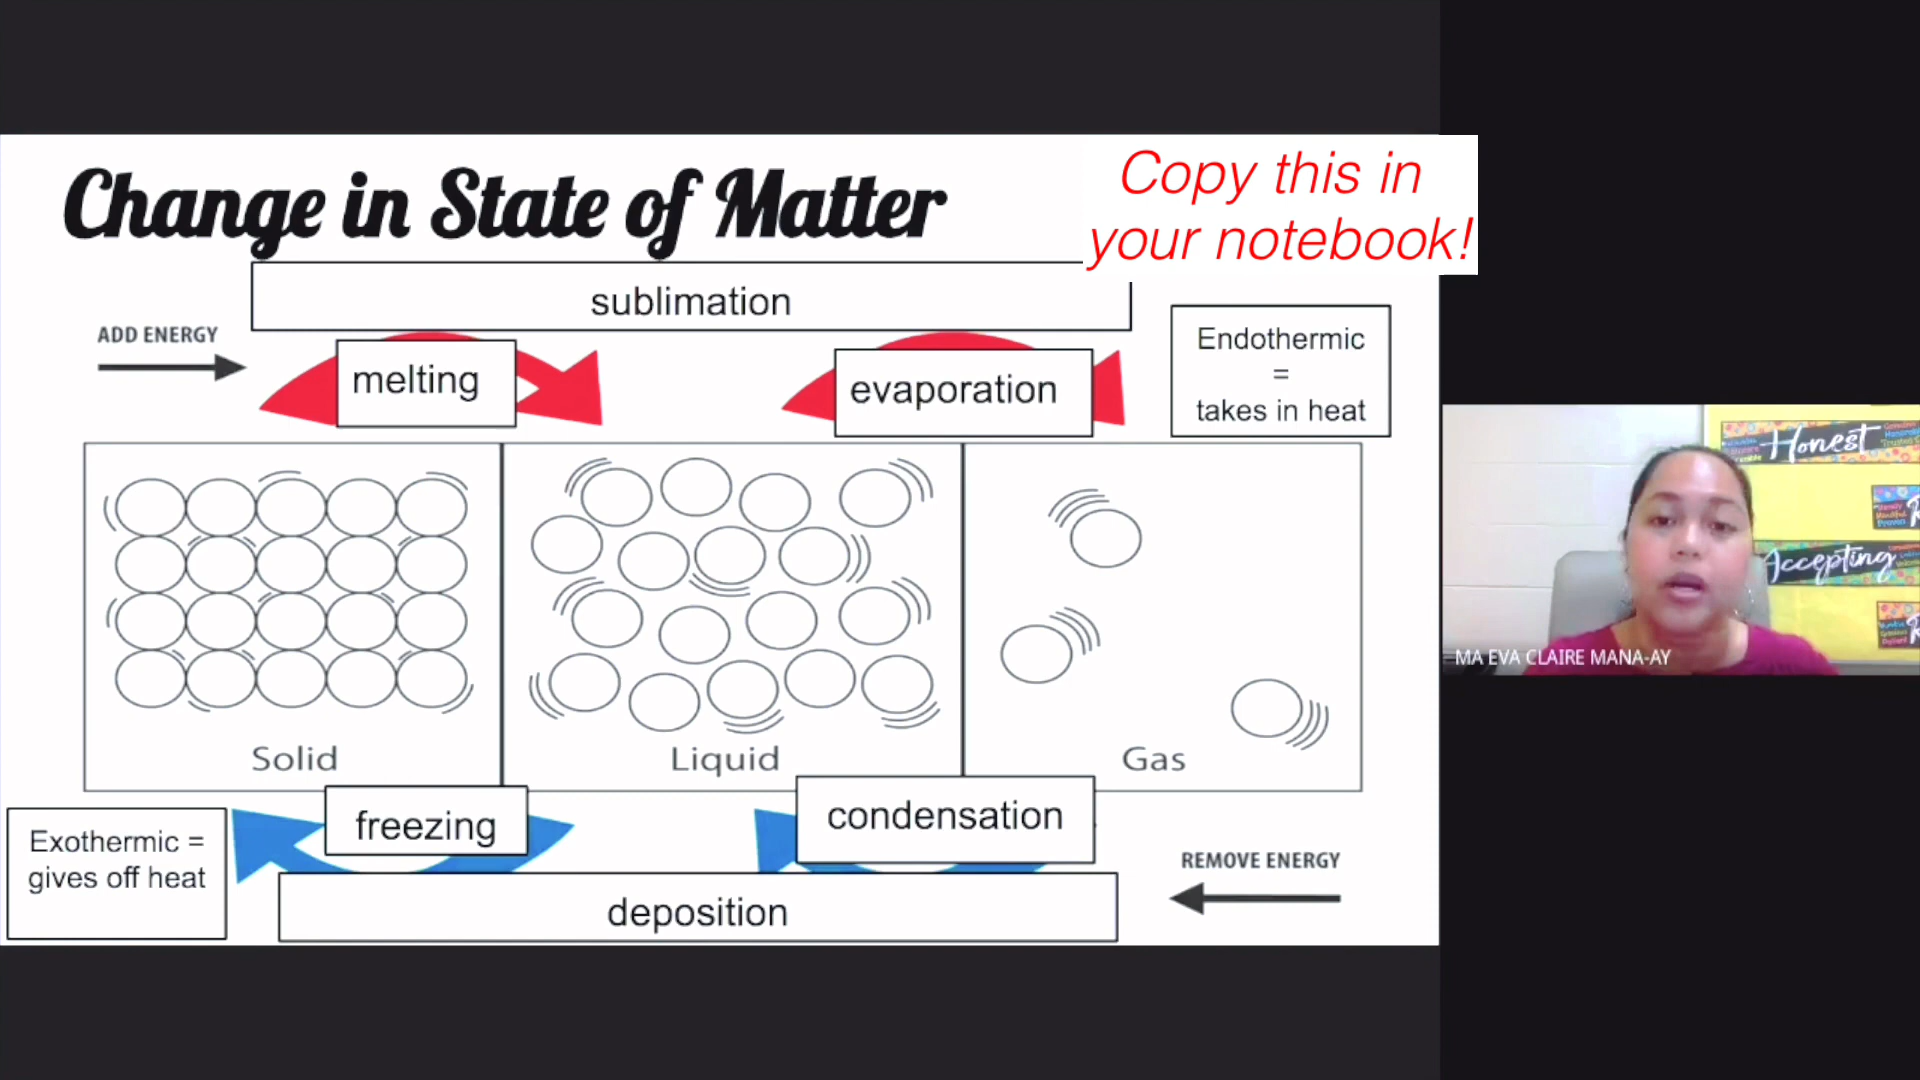 Change in State of Matter
Copy this in
your notebook!
sublimation
ADD ENERGY
melting
evaporation
Endothermic
=
takes in heat
Solid
Liquid
Gas
freezing
condensation
Exothermic =
gives off heat
deposition
REMOVE ENERGY
Honest
Accepting
MA EVA CLAIRE MANA-AY